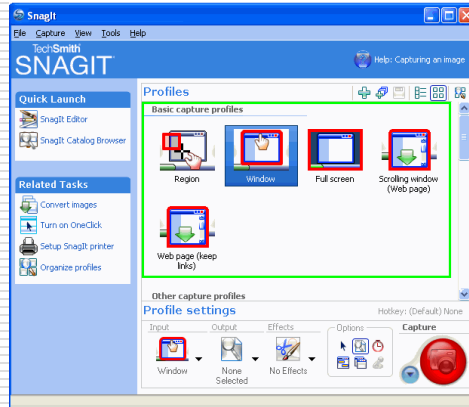 SnagIt
File Capture View Tools Help
TechSmith
SNAGIT
Help: Capturing an image
Quick Launch
SnagIt Editor
SnagIt Catalog Browser
Related Tasks
Convert images
Turn on OneClick
Setup SnagIt printer
Organize profiles
Profiles
Basic capture profiles
Region
Window
Full screen
Scrolling window
(Web page)
Web page (keep
links)
Other capture profiles
Profile settings
Hotkey: (Default) None
Input Output Effects Options Capture
Window
None
Selected
No Effects